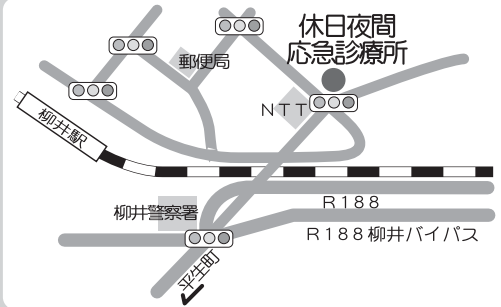 休日夜間
応急診療所
郵便局
NTT
柳井駅
柳井警察署
R188
R188柳井バイパス
平生町